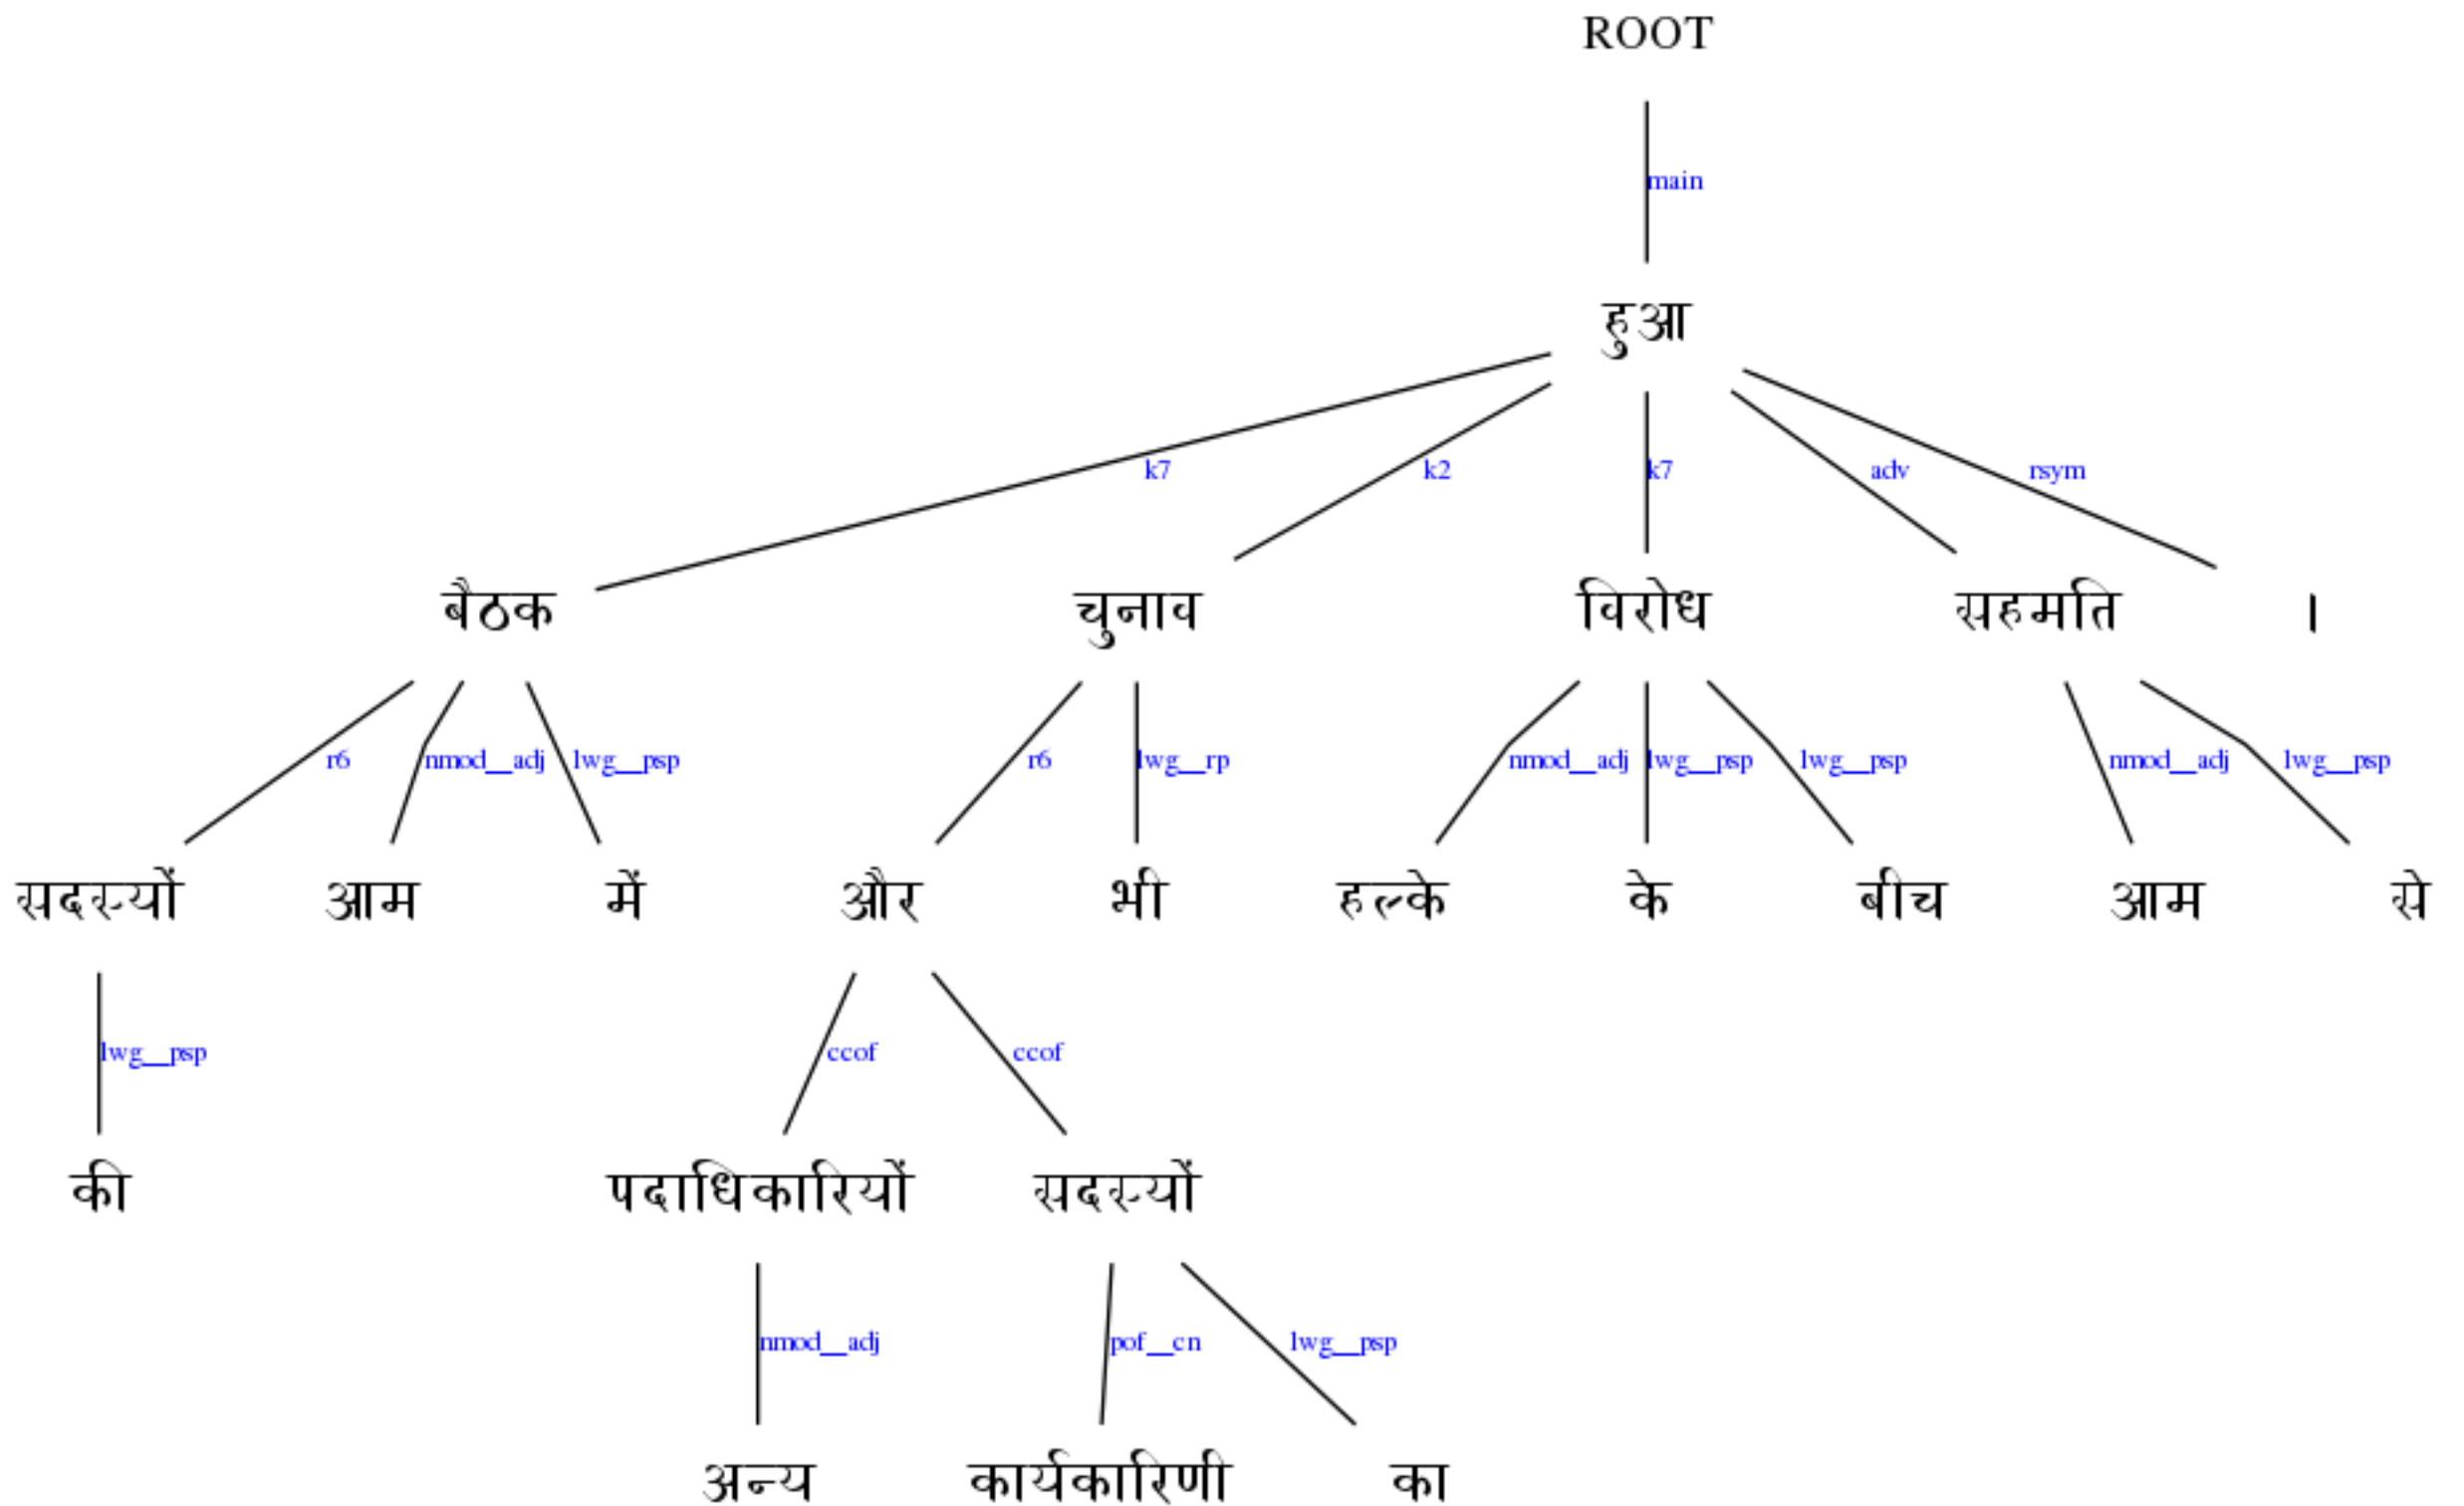 ROOT
main
हुआ
k7 k2 k7 adv rsym
बैठक चुनाव विरोध सहमति ।
r6 nmod__adj lwg__psp r6 lwg__rp nmod__adj lwg__psp lwg__psp nmod__adj lwg__psp
सदस्यों आम में और भी हल्के के बीच आम से
lwg__psp ccof ccof
की पदाधिकारियों सदस्यों
nmod__adj pof__cn lwg__psp
अन्य कार्यकारिणी का